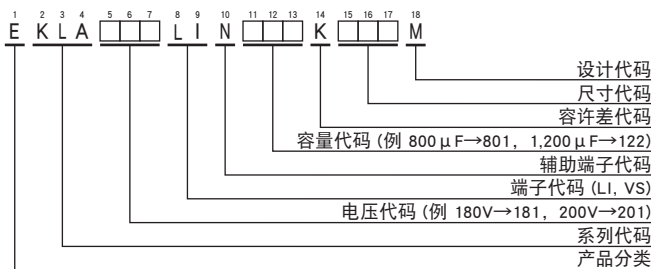 1 2 3 4 5 6 7 8 9 10 11 12 13 14 15 16 17 18
E K L A □□□ L I N □□□ K □□□ M
设计代码
尺寸代码
容许差代码
容量代码 (例 800μF→801，1,200μF→122)
辅助端子代码
端子代码 (LI, VS)
电压代码 (例 180V→181，200V→201)
系列代码
产品分类